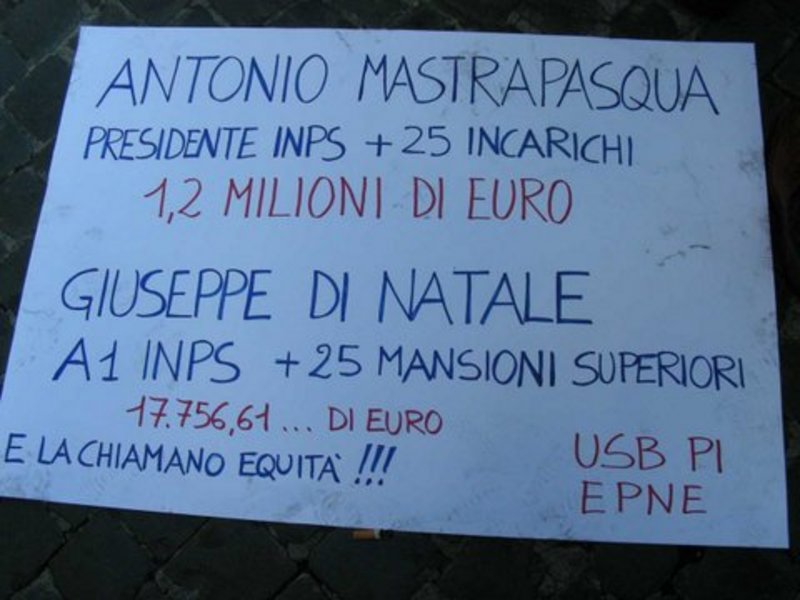 ANTONIO MASTRAPASQUA
PRESIDENTE INPS + 25 INCARICHI
1,2 MILIONI DI EURO
GIUSEPPE DI NATALE
A1 INPS + 25 MANSIONI SUPERIORI
17.756,61 ... DI EURO
E LA CHIAMANO EQUITÀ !!!
USB PI
EPNE